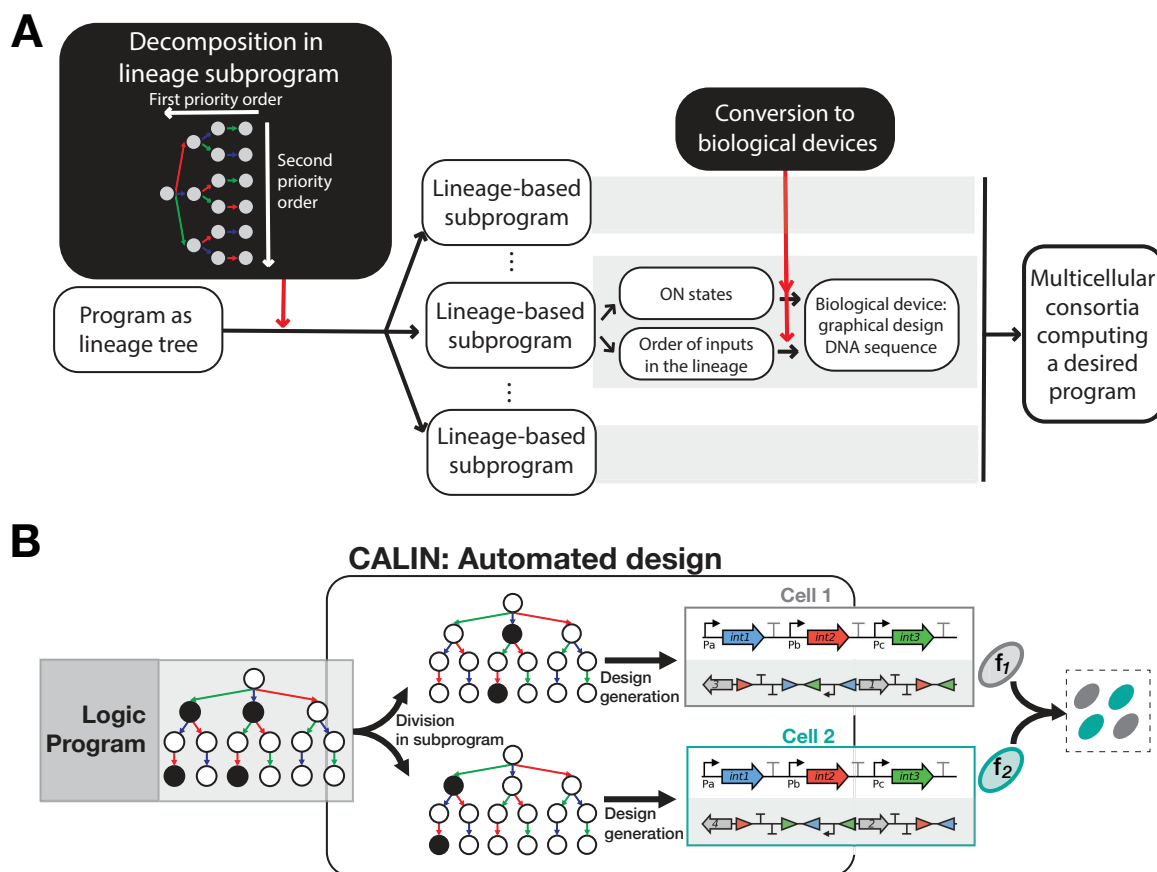 A
Decomposition in
lineage subprogram
First priority order
Second
priority
order
Program as
lineage tree
Lineage-based
subprogram
Lineage-based
subprogram
Lineage-based
subprogram
ON states
Order of inputs
in the lineage
Conversion to
biological devices
Biological device:
graphical design
DNA sequence
Multicellular
consortia
computing
a desired
program
B
CALIN: Automated design
Logic
Program
Division
in subprogram
Design
generation
Design
generation
Cell 1
Pa int1 Pb int2 Pc int3
3 1
Cell 2
Pa int1 Pb int2 Pc int3
4 2
f1
f2